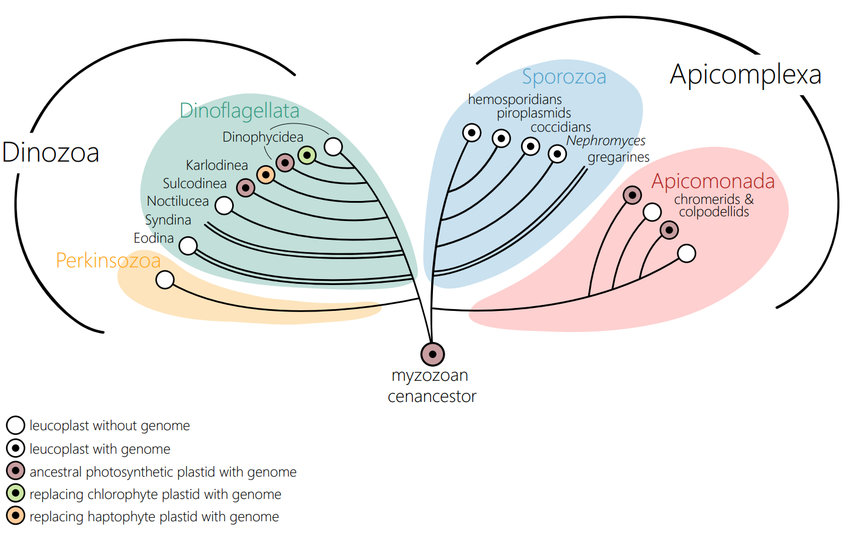 Dinozoa
Dinoflagellata
Dinophycidea
Karlodinea
Sulcodinea
Noctilucea
Syndina
Eodina
Perkinsozoa
Apicomplexa
Sporozoa
hemosporidians
piroplasmids
coccidians
Nephromyces
gregarines
Apicomonada
chromerids &
colpodellids
myzozoan
cenancestor
leucoplast without genome
leucoplast with genome
ancestral photosynthetic plastid with genome
replacing chlorophyte plastid with genome
replacing haptophyte plastid with genome